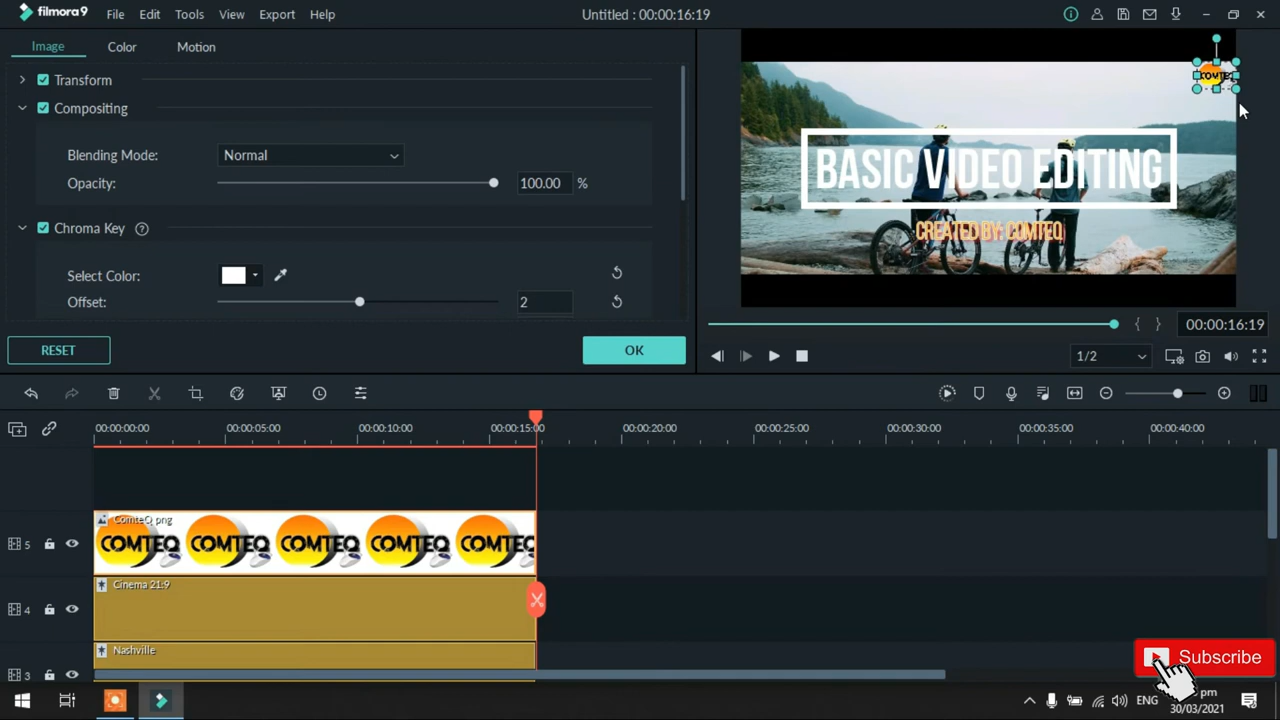 filmora9 File Edit Tools View Export Help Untitled : 00:00:16:19
Image Color Motion
Transform
Compositing
Blending Mode: Normal
Opacity: 100.00 %
Chroma Key
Select Color:
Offset: 2
RESET OK
COMTEQ
BASIC VIDEO EDITING
CREATED BY: COMTEQ
00:00:16:19
1/2
00:00:00:00 00:00:05:00 00:00:10:00 00:00:15:00 00:00:20:00 00:00:25:00 00:00:30:00 00:00:35:00 00:00:40:00
ComteQ png
COMTEQ COMTEQ COMTEQ COMTEQ COMTEQ
5
Cinema 21:9
4
Nashville
3
Subscribe
ENG
pm
30/03/2021